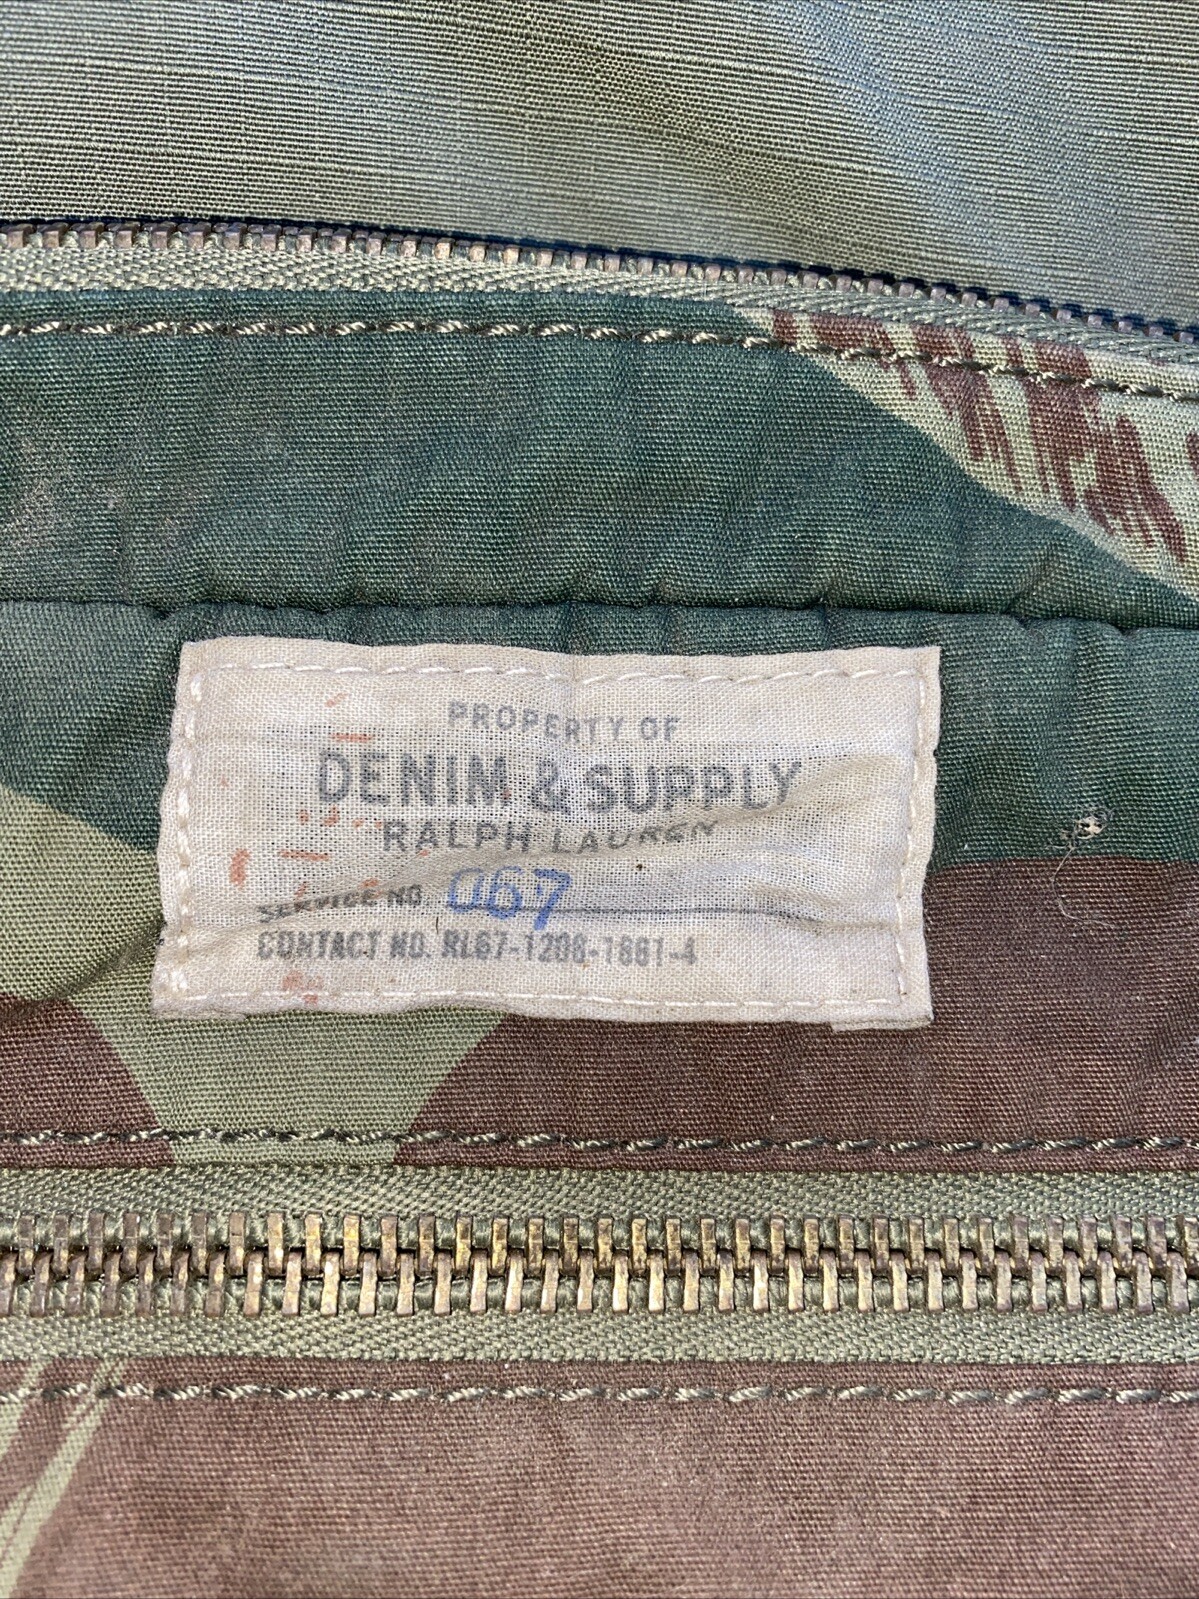 PROPERTY OF
DENIM & SUPPLY
RALPH LAUREN
SERVICE NO. 067
CONTACT NO. RL67-1208-1661-4